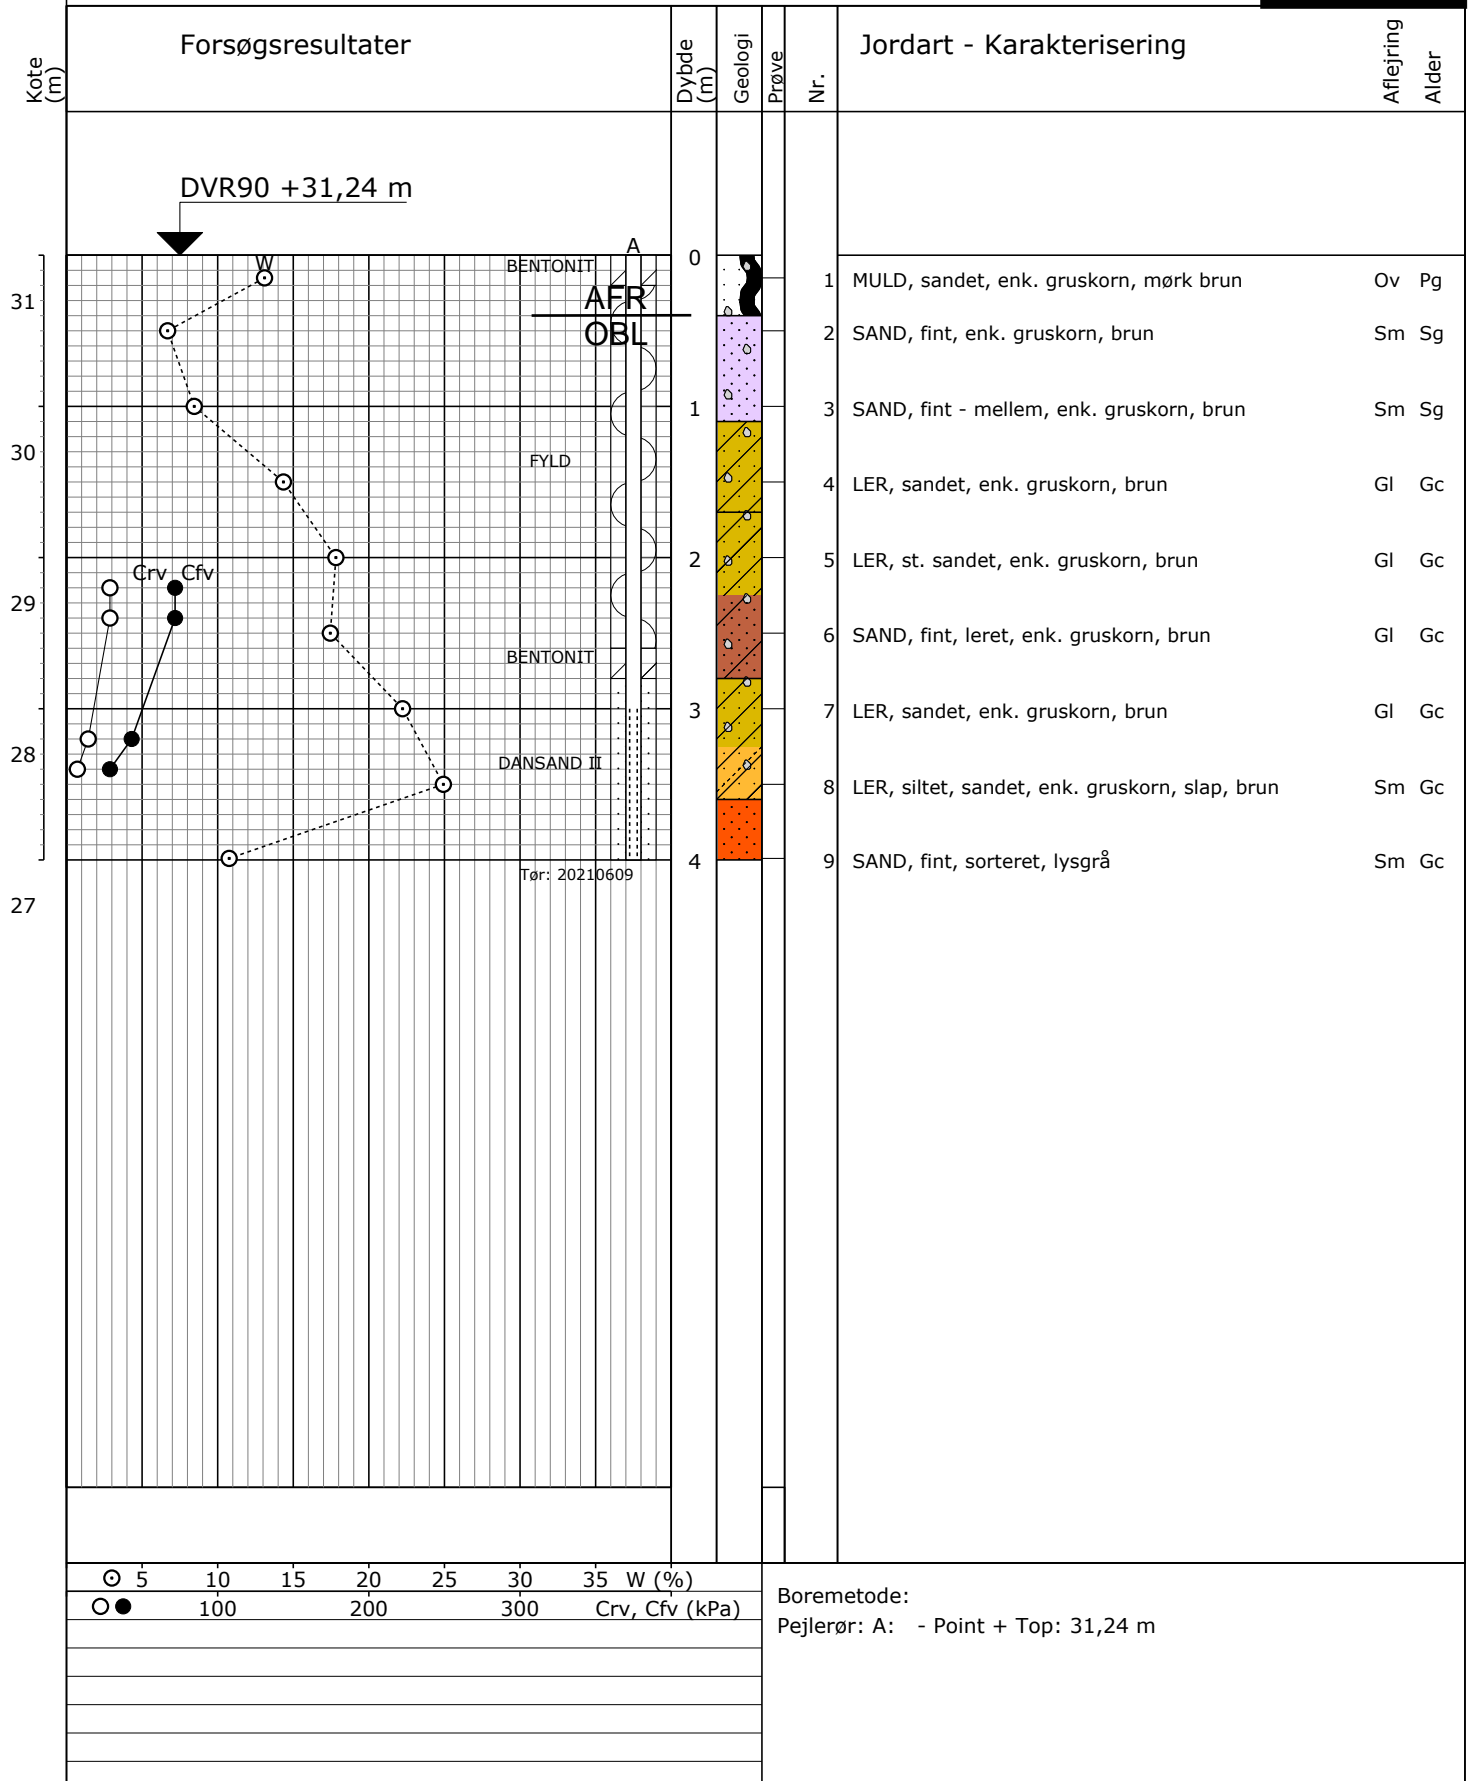 Forsøgsresultater
Kote (m)
Dybde (m)
Geologi
Prøve
Nr.
Jordart - Karakterisering
Aflejring
Alder
DVR90 +31,24 m
A
W
BENTONIT
0
1 MULD, sandet, enk. gruskorn, mørk brun Ov Pg
31
AFR
OBL
2 SAND, fint, enk. gruskorn, brun Sm Sg
1
3 SAND, fint - mellem, enk. gruskorn, brun Sm Sg
30
FYLD
4 LER, sandet, enk. gruskorn, brun Gl Gc
2
5 LER, st. sandet, enk. gruskorn, brun Gl Gc
Crv Cfv
29
6 SAND, fint, leret, enk. gruskorn, brun Gl Gc
BENTONIT
3
7 LER, sandet, enk. gruskorn, brun Gl Gc
28
DANSAND II
8 LER, siltet, sandet, enk. gruskorn, slap, brun Sm Gc
4
9 SAND, fint, sorteret, lysgrå Sm Gc
Tør: 20210609
27
5 10 15 20 25 30 35 W (%)
100 200 300 Crv, Cfv (kPa)
Boremetode:
Pejlerør: A: - Point + Top: 31,24 m